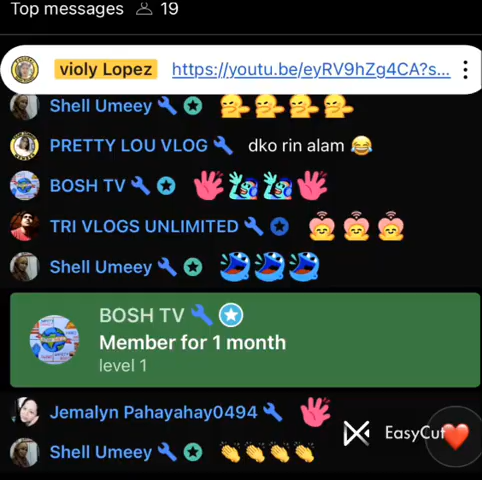 Top messages 19
violy Lopez https://youtu.be/eyRV9hZg4CA?s...
Shell Umeey
PRETTY LOU VLOG dko rin alam 😂
BOSH TV
TRI VLOGS UNLIMITED
Shell Umeey
BOSH TV
Member for 1 month
level 1
Jemalyn Pahayahay0494
EasyCut
Shell Umeey 👏👏👏👏